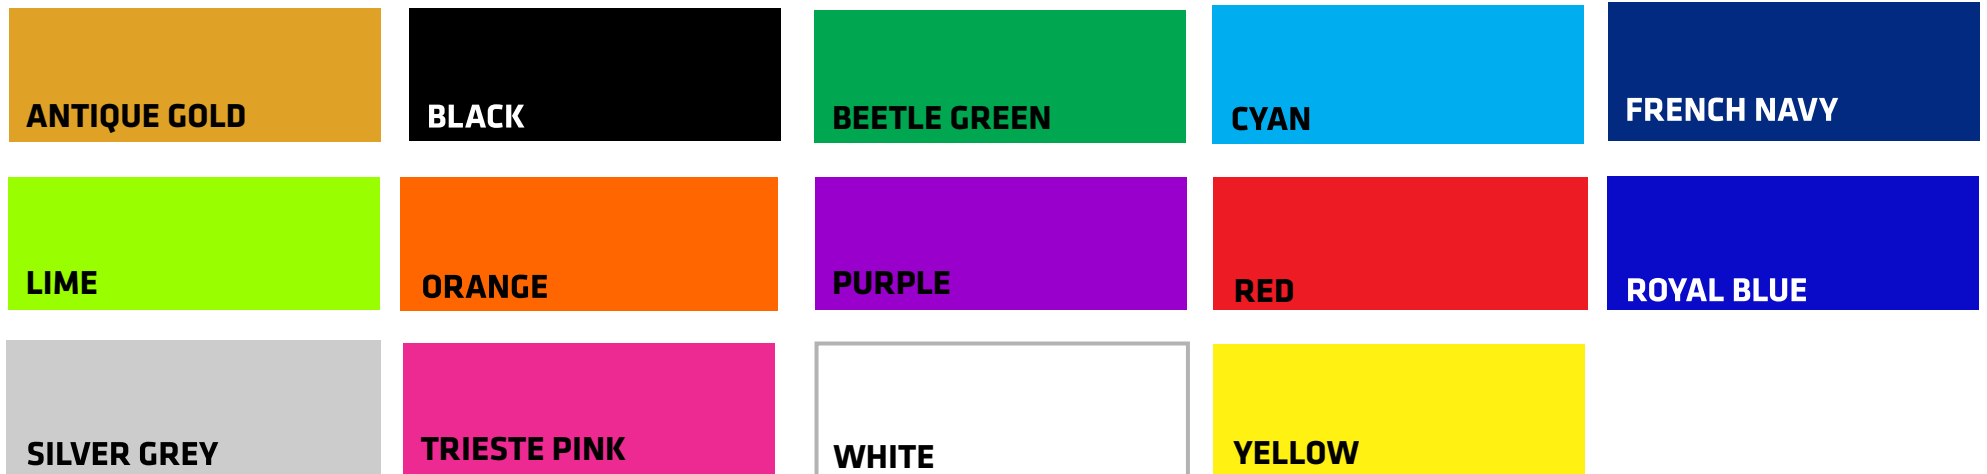 ANTIQUE GOLD
BLACK
BEETLE GREEN
CYAN
FRENCH NAVY
LIME
ORANGE
PURPLE
RED
ROYAL BLUE
SILVER GREY
TRIESTE PINK
WHITE
YELLOW